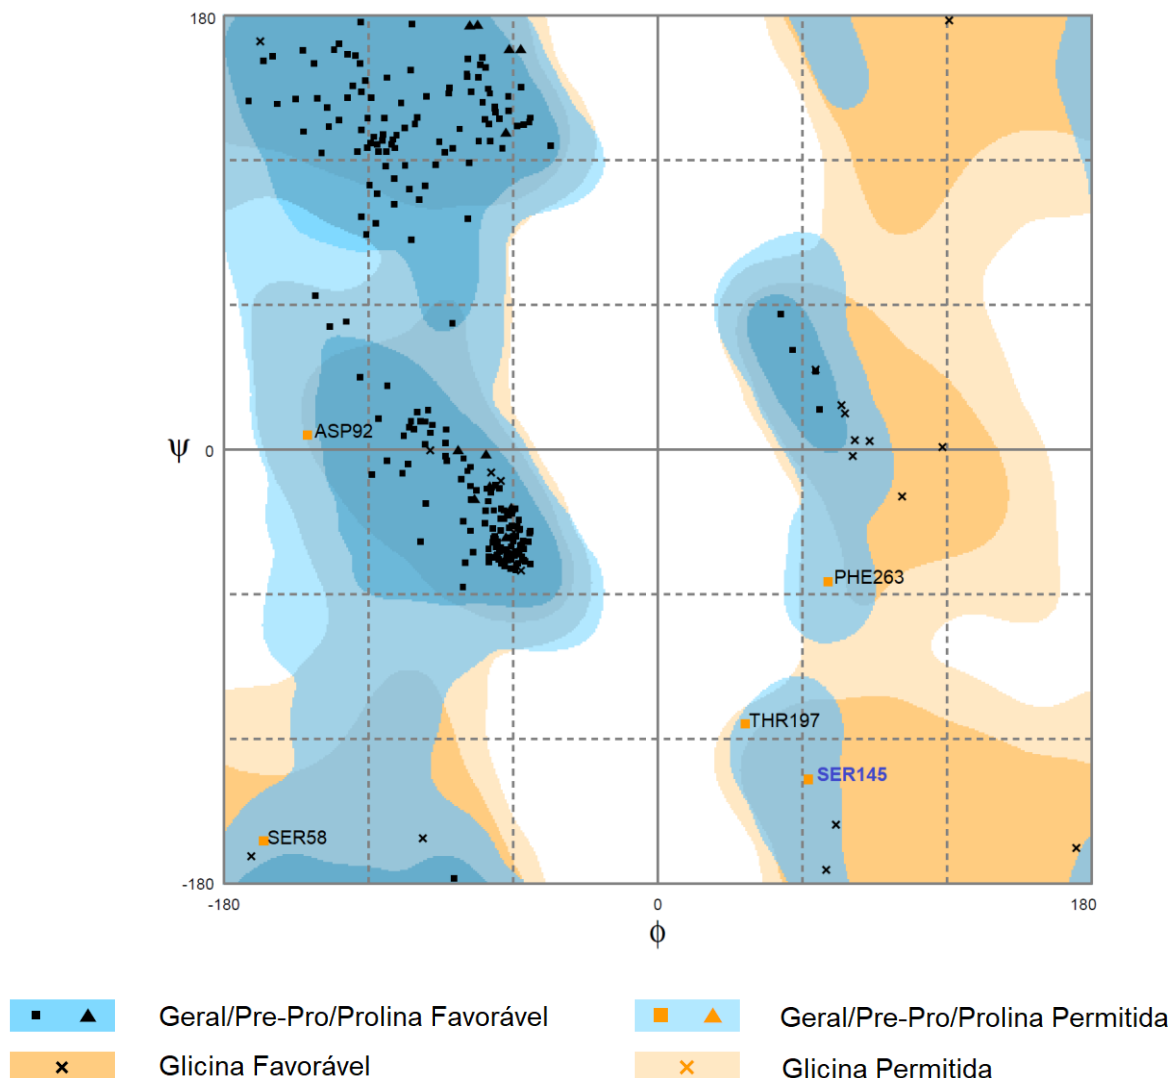 180
ASP92
ψ
0
PHE263
THR197
SER145
SER58
-180
-180
0
180
ϕ
Geral/Pre-Pro/Prolina Favorável
Geral/Pre-Pro/Prolina Permitida
Glicina Favorável
Glicina Permitida